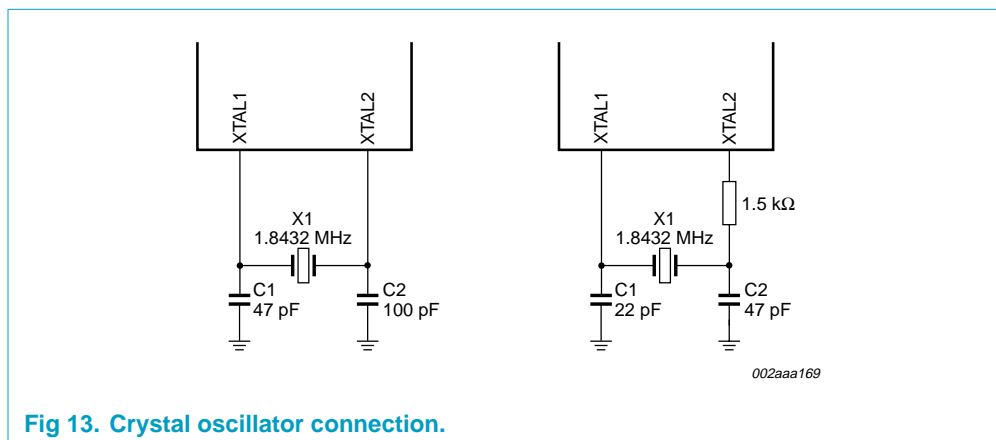 XTAL1
XTAL2
X1
1.8432 MHz
C1
47 pF
C2
100 pF
XTAL1
XTAL2
1.5 kΩ
X1
1.8432 MHz
C1
22 pF
C2
47 pF
002aaa169
Fig 13. Crystal oscillator connection.